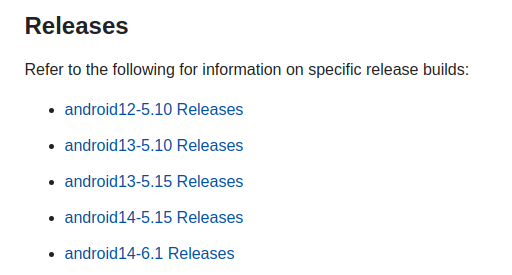 Releases
Refer to the following for information on specific release builds:
• android12-5.10 Releases
• android13-5.10 Releases
• android13-5.15 Releases
• android14-5.15 Releases
• android14-6.1 Releases